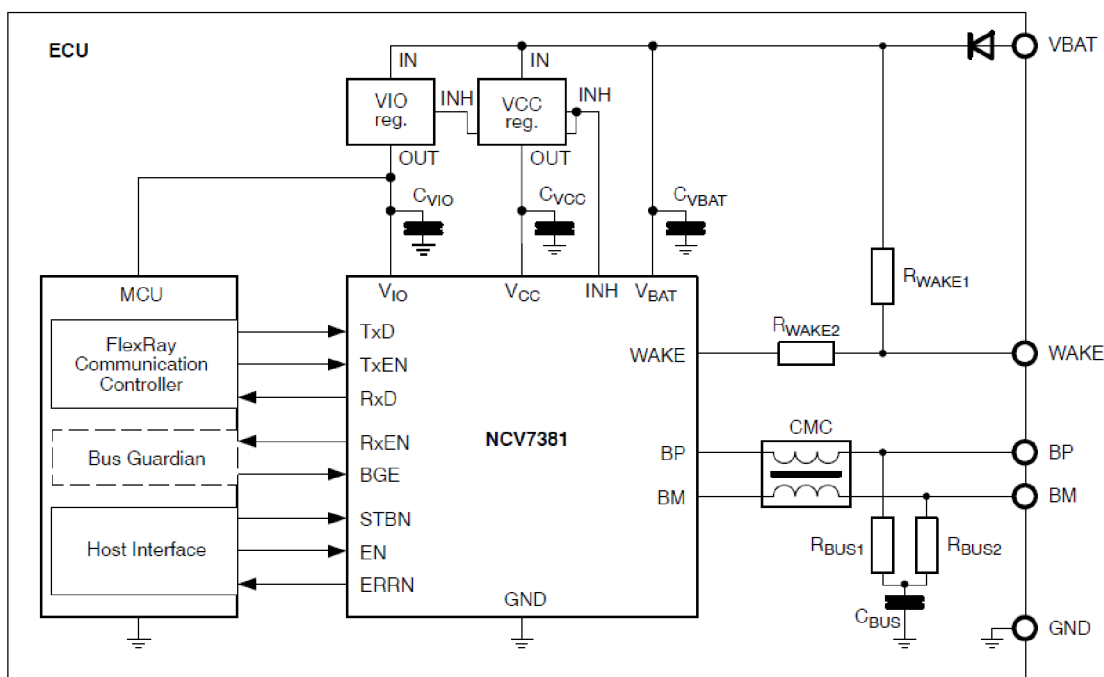 ECU
VBAT
IN
IN
VIO
reg.
INH
VCC
reg.
INH
OUT
OUT
CVIO
CVCC
CVBAT
MCU
VIO
VCC
INH
VBAT
RWAKE1
FlexRay
Communication
Controller
TxD
TxEN
RxD
WAKE
RWAKE2
WAKE
Bus Guardian
RxEN
BGE
NCV7381
BP
BM
CMC
BP
BM
Host Interface
STBN
EN
ERRN
GND
RBUS1
RBUS2
CBUS
GND